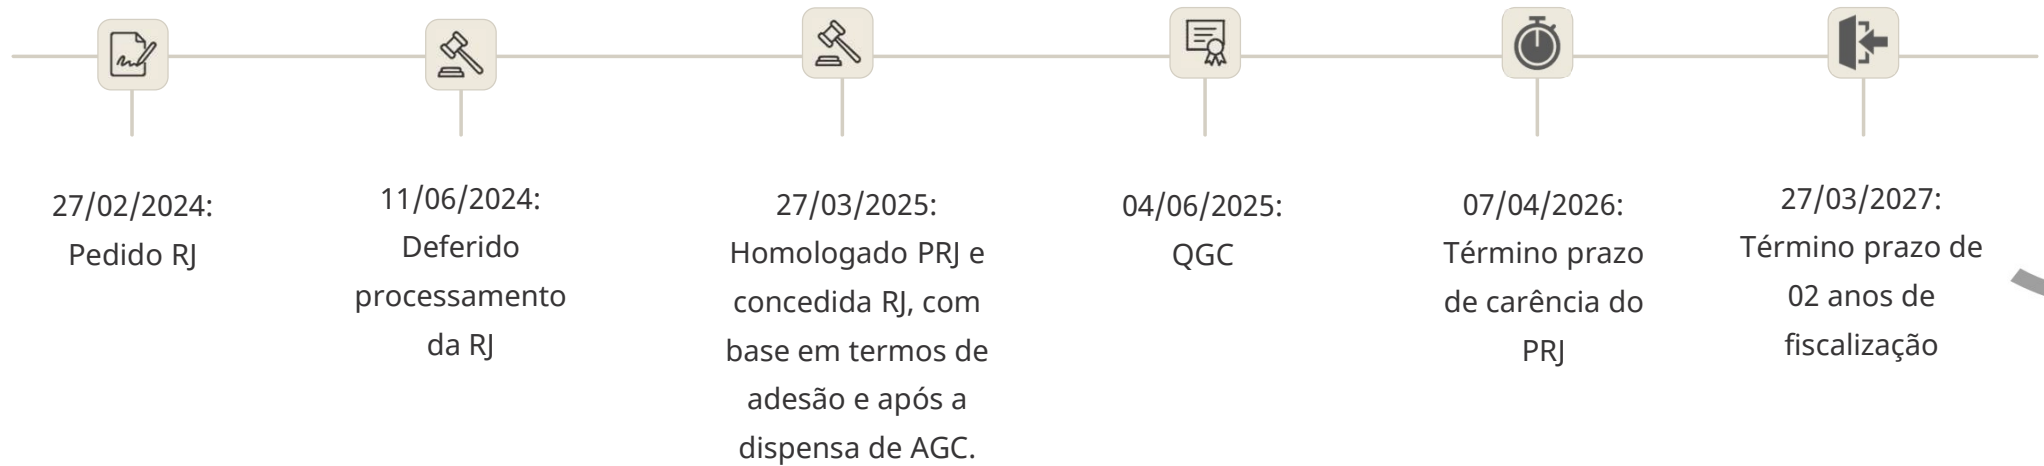 27/02/2024:
Pedido RJ
11/06/2024:
Deferido
processamento
da RJ
27/03/2025:
Homologado PRJ e
concedida RJ, com
base em termos de
adesão e após a
dispensa de AGC.
04/06/2025:
QGC
07/04/2026:
Término prazo
de carência do
PRJ
27/03/2027:
Término prazo de
02 anos de
fiscalização